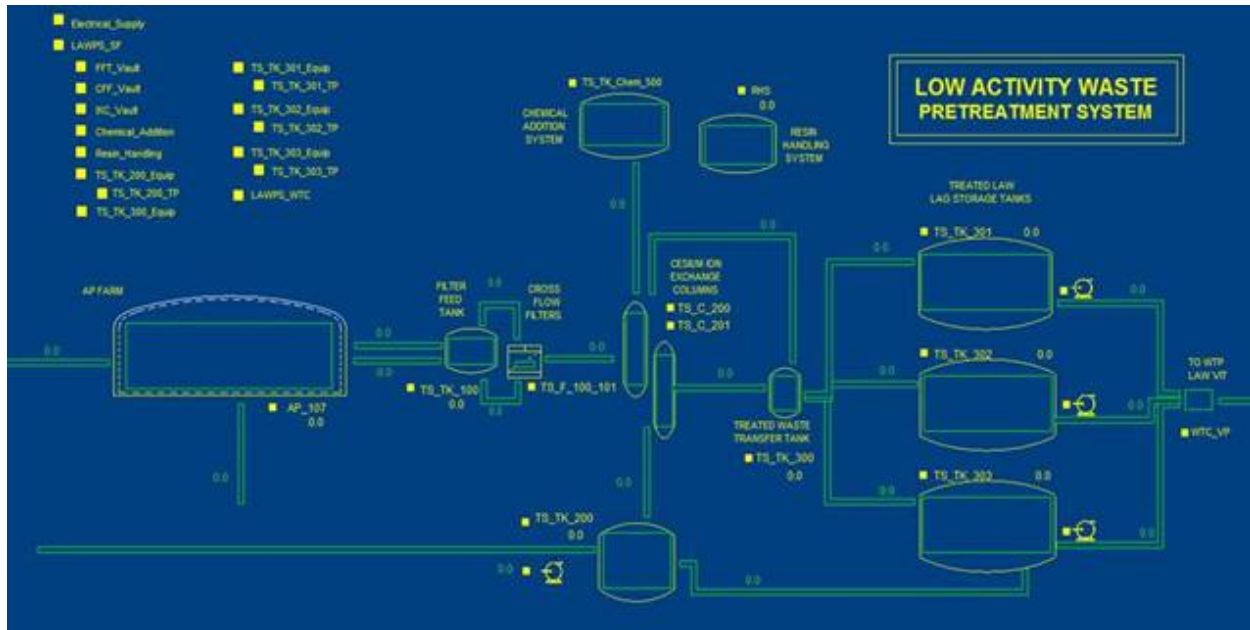 Electrical_Supply
LAWPS_SF
FFT_Vault
CFF_Vault
IXC_Vault
Chemical_Addition
Resin_Handling
TS_TK_200_Equip
TS_TK_200_TP
TS_TK_300_Equip
TS_TK_301_Equip
TS_TK_301_TP
TS_TK_302_Equip
TS_TK_302_TP
TS_TK_303_Equip
TS_TK_303_TP
LAWPS_WTC
TS_TK_Chem_500
CHEMICAL
ADDITION
SYSTEM
RHS
0.0
RESIN
HANDLING
SYSTEM
LOW ACTIVITY WASTE
PRETREATMENT SYSTEM
TREATED LAW
LAG STORAGE TANKS
0.0
0.0
TS_TK_301 0.0
0.0
CESIUM ION
EXCHANGE
COLUMNS
TS_C_200
TS_C_201
AP FARM
FILTER
FEED
TANK
0.0
CROSS
FLOW
FILTERS
0.0
0.0
0.0
0.0
0.0
TS_TK_100
0.0
0.0
TS_F_100_101
AP_107
0.0
0.0
0.0
TREATED WASTE
TRANSFER TANK
TS_TK_300
0.0
0.0
TS_TK_302 0.0
0.0
TO WTP
LAW VIT
WTC_VP
0.0
TS_TK_303 0.0
0.0
0.0
TS_TK_200
0.0
0.0
0.0